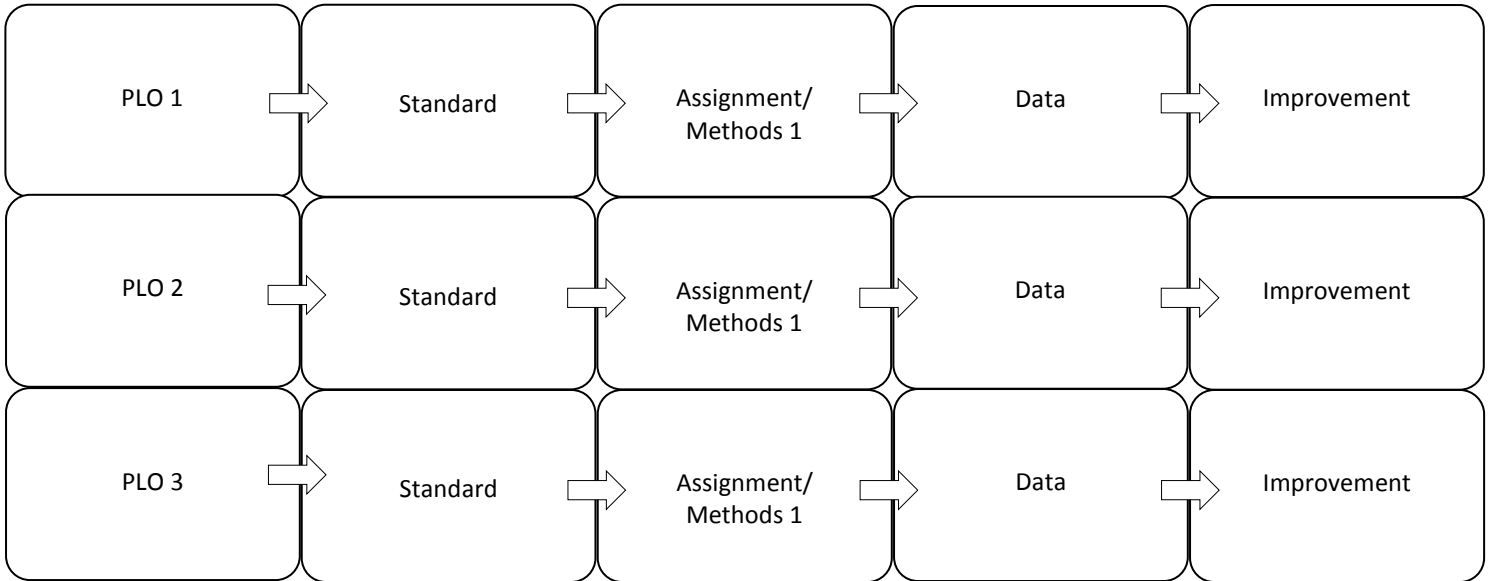 PLO 1
Standard
Assignment/
Methods 1
Data
Improvement
PLO 2
Standard
Assignment/
Methods 1
Data
Improvement
PLO 3
Standard
Assignment/
Methods 1
Data
Improvement